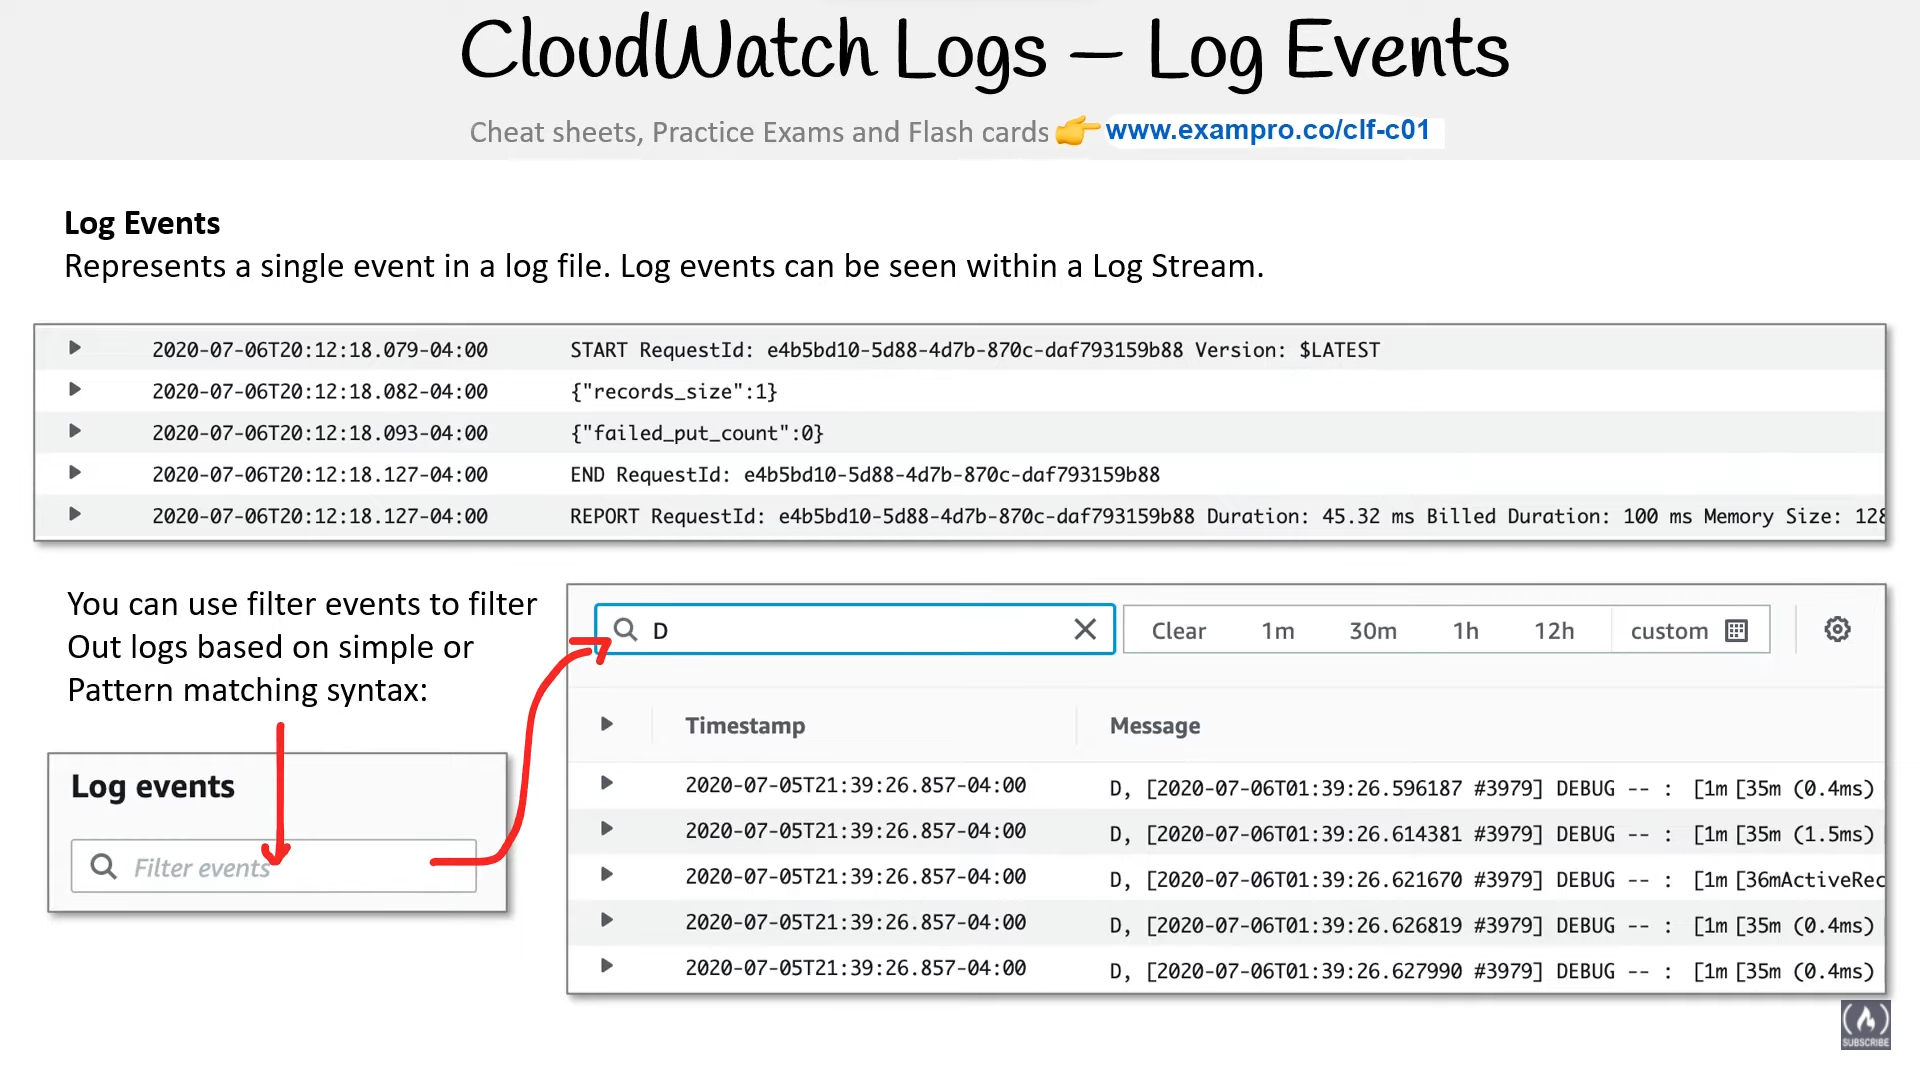 CloudWatch Logs – Log Events
Cheat sheets, Practice Exams and Flash cards 👉 www.exampro.co/clf-c01
Log Events
Represents a single event in a log file. Log events can be seen within a Log Stream.
2020-07-06T20:12:18.079-04:00 START RequestId: e4b5bd10-5d88-4d7b-870c-daf793159b88 Version: $LATEST
2020-07-06T20:12:18.082-04:00 {"records_size":1}
2020-07-06T20:12:18.093-04:00 {"failed_put_count":0}
2020-07-06T20:12:18.127-04:00 END RequestId: e4b5bd10-5d88-4d7b-870c-daf793159b88
2020-07-06T20:12:18.127-04:00 REPORT RequestId: e4b5bd10-5d88-4d7b-870c-daf793159b88 Duration: 45.32 ms Billed Duration: 100 ms Memory Size: 128
You can use filter events to filter
Out logs based on simple or
Pattern matching syntax:
Log events
Filter events
D
Clear 1m 30m 1h 12h custom
Timestamp Message
2020-07-05T21:39:26.857-04:00 D, [2020-07-06T01:39:26.596187 #3979] DEBUG -- : [1m [35m (0.4ms)
2020-07-05T21:39:26.857-04:00 D, [2020-07-06T01:39:26.614381 #3979] DEBUG -- : [1m [35m (1.5ms)
2020-07-05T21:39:26.857-04:00 D, [2020-07-06T01:39:26.621670 #3979] DEBUG -- : [1m [36mActiveRec
2020-07-05T21:39:26.857-04:00 D, [2020-07-06T01:39:26.626819 #3979] DEBUG -- : [1m [35m (0.4ms)
2020-07-05T21:39:26.857-04:00 D, [2020-07-06T01:39:26.627990 #3979] DEBUG -- : [1m [35m (0.4ms)
SUBSCRIBE